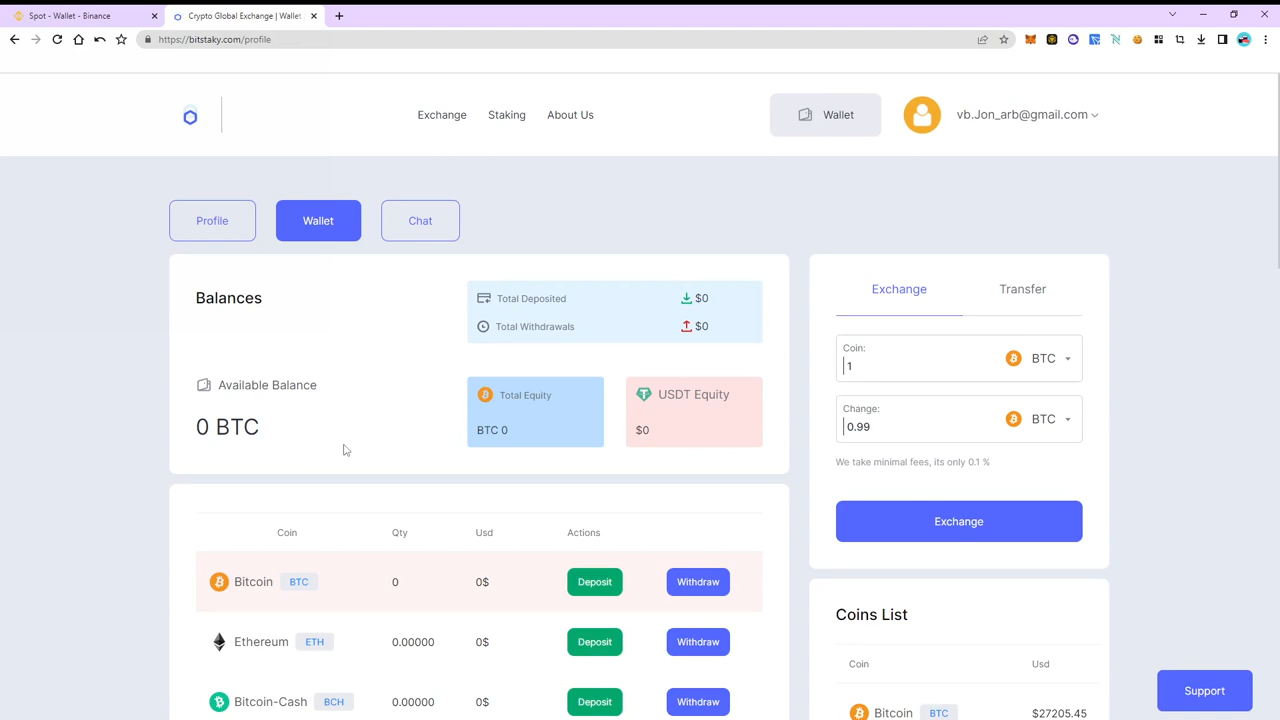 Spot - Wallet - Binance
Crypto Global Exchange | Wallet
https://bitstaky.com/profile
Exchange Staking About Us Wallet vb.Jon_arb@gmail.com
Profile Wallet Chat
Balances
Total Deposited $0
Total Withdrawals $0
Available Balance
0 BTC
Total Equity
BTC 0
USDT Equity
$0
Exchange Transfer
Coin:
1 BTC
Change:
0.99 BTC
We take minimal fees, its only 0.1 %
Exchange
Coin Qty Usd Actions
Bitcoin BTC 0 0$ Deposit Withdraw
Ethereum ETH 0.00000 0$ Deposit Withdraw
Bitcoin-Cash BCH 0.00000 0$ Deposit Withdraw
Coins List
Coin Usd
Bitcoin BTC $27205.45
Support